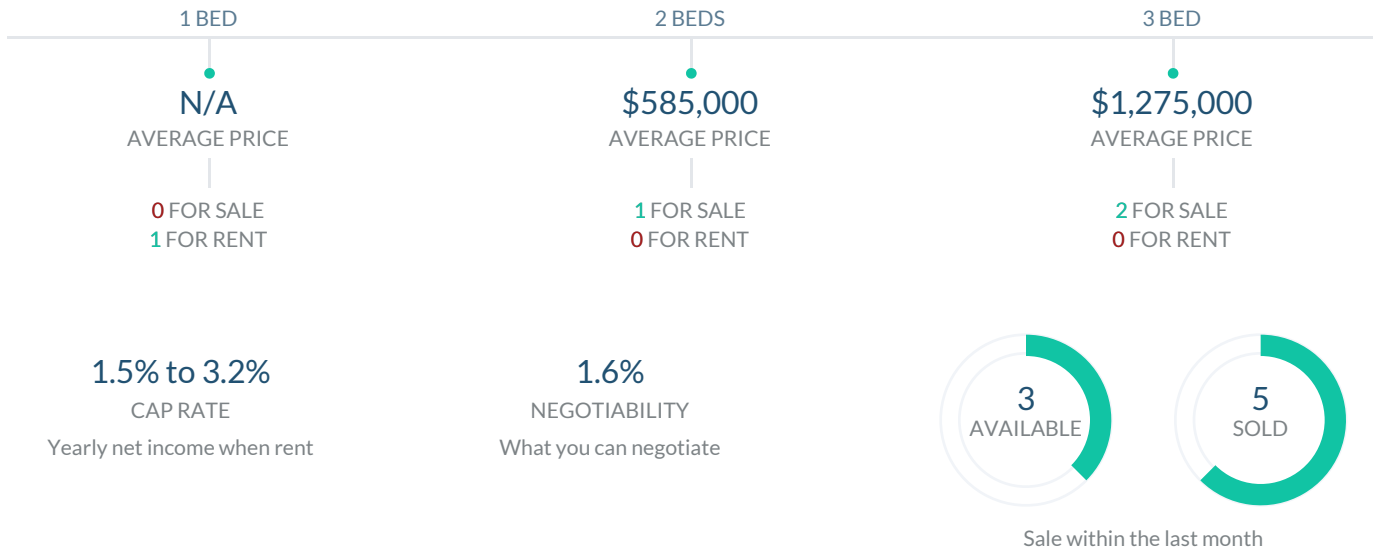 1 BED
N/A
AVERAGE PRICE
0 FOR SALE
1 FOR RENT
2 BEDS
$585,000
AVERAGE PRICE
1 FOR SALE
0 FOR RENT
3 BED
$1,275,000
AVERAGE PRICE
2 FOR SALE
0 FOR RENT
1.5% to 3.2%
CAP RATE
Yearly net income when rent
1.6%
NEGOTIABILITY
What you can negotiate
3
AVAILABLE
5
SOLD
Sale within the last month